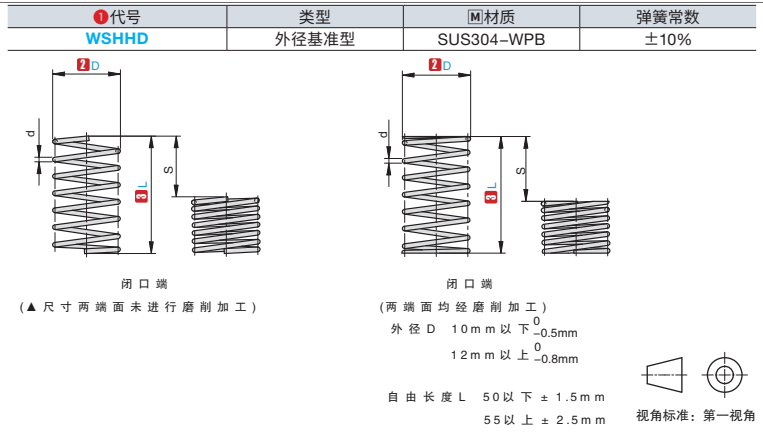 ❶代号 类型 Ⓜ材质 弹簧常数
WSHHD 外径基准型 SUS304-WPB ±10%
2 D 2 D
d d
S S
3 L 3 L
闭口端 闭口端
(▲尺寸两端面未进行磨削加工) (两端面均经磨削加工)
外径D 10mm以下 0 -0.5mm
12mm以上 0 -0.8mm
自由长度L 50以下 ±1.5mm
55以上 ±2.5mm
视角标准：第一视角